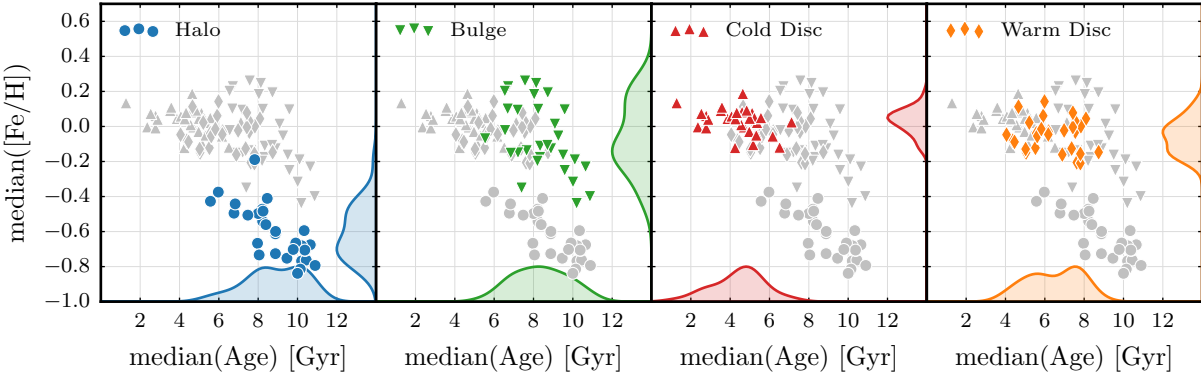 Halo
Bulge
Cold Disc
Warm Disc
median([Fe/H])
0.6
0.4
0.2
0.0
−0.2
−0.4
−0.6
−0.8
−1.0
2 4 6 8 10 12
2 4 6 8 10 12
2 4 6 8 10 12
2 4 6 8 10 12
median(Age) [Gyr]
median(Age) [Gyr]
median(Age) [Gyr]
median(Age) [Gyr]